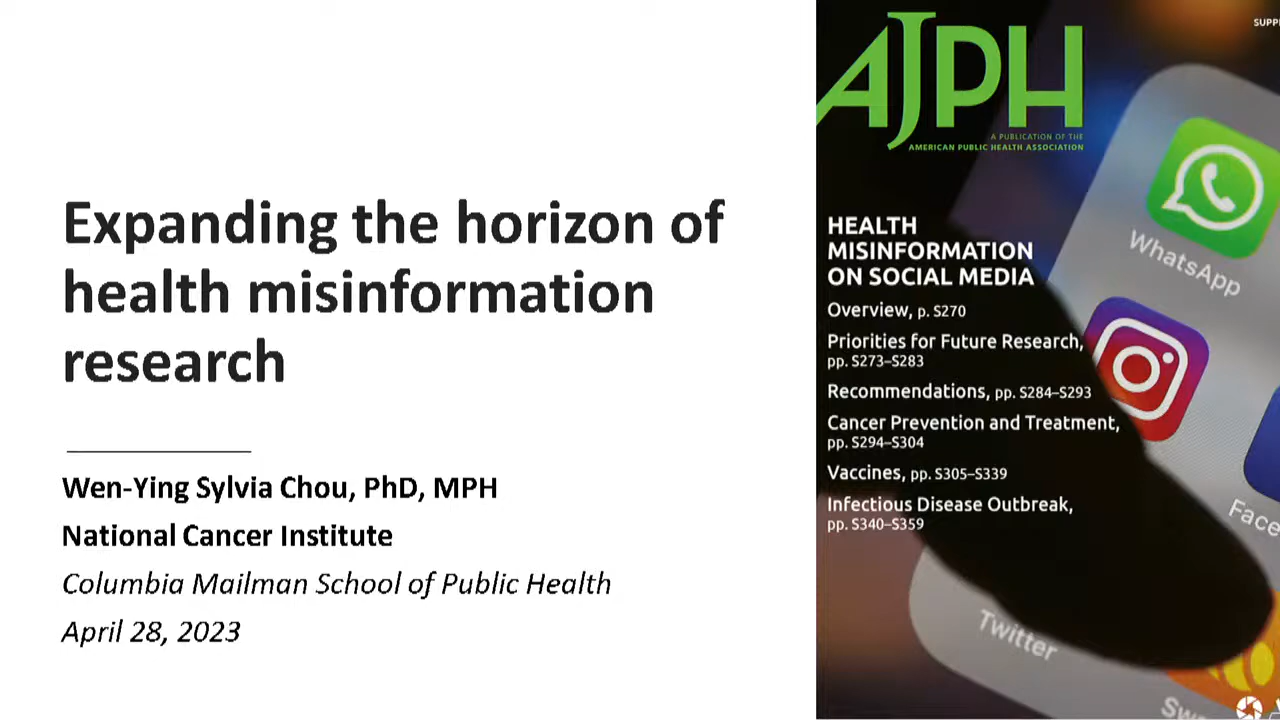 Expanding the horizon of
health misinformation
research
Wen-Ying Sylvia Chou, PhD, MPH
National Cancer Institute
Columbia Mailman School of Public Health
April 28, 2023
SUPP
AJPH
A PUBLICATION OF THE
AMERICAN PUBLIC HEALTH ASSOCIATION
HEALTH
MISINFORMATION
ON SOCIAL MEDIA
Overview, p. S270
Priorities for Future Research,
pp. S273–S283
Recommendations, pp. S284–S293
Cancer Prevention and Treatment,
pp. S294–S304
Vaccines, pp. S305–S339
Infectious Disease Outbreak,
pp. S340–S359
WhatsApp
Face
Twitter
Sw